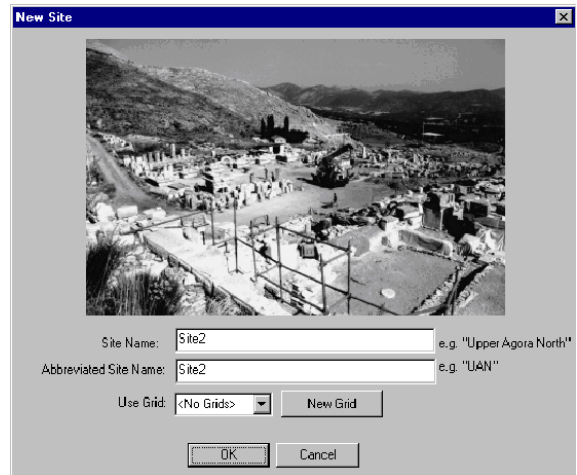 New Site
Site Name: Site2 e.g. "Upper Agora North"
Abbreviated Site Name: Site2 e.g. "UAN"
Use Grid: <No Grids> New Grid
OK Cancel